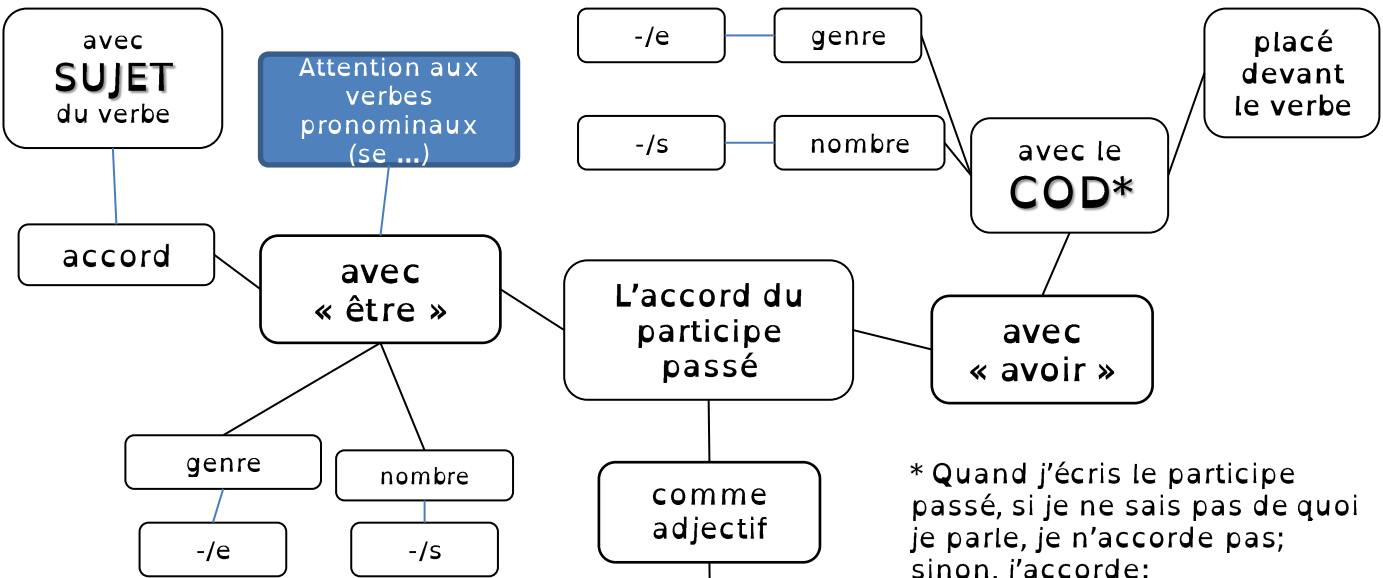 avec
SUJET
du verbe
Attention aux
verbes
pronominaux
(se ...)
accord
avec
« être »
genre
-/e
nombre
-/s
L’accord du
participe
passé
comme
adjectif
-/e
genre
-/s
nombre
avec le
COD*
placé
devant
le verbe
avec
« avoir »
* Quand j’écris le participe
passé, si je ne sais pas de quoi
je parle, je n’accorde pas;
sinon, j’accorde: